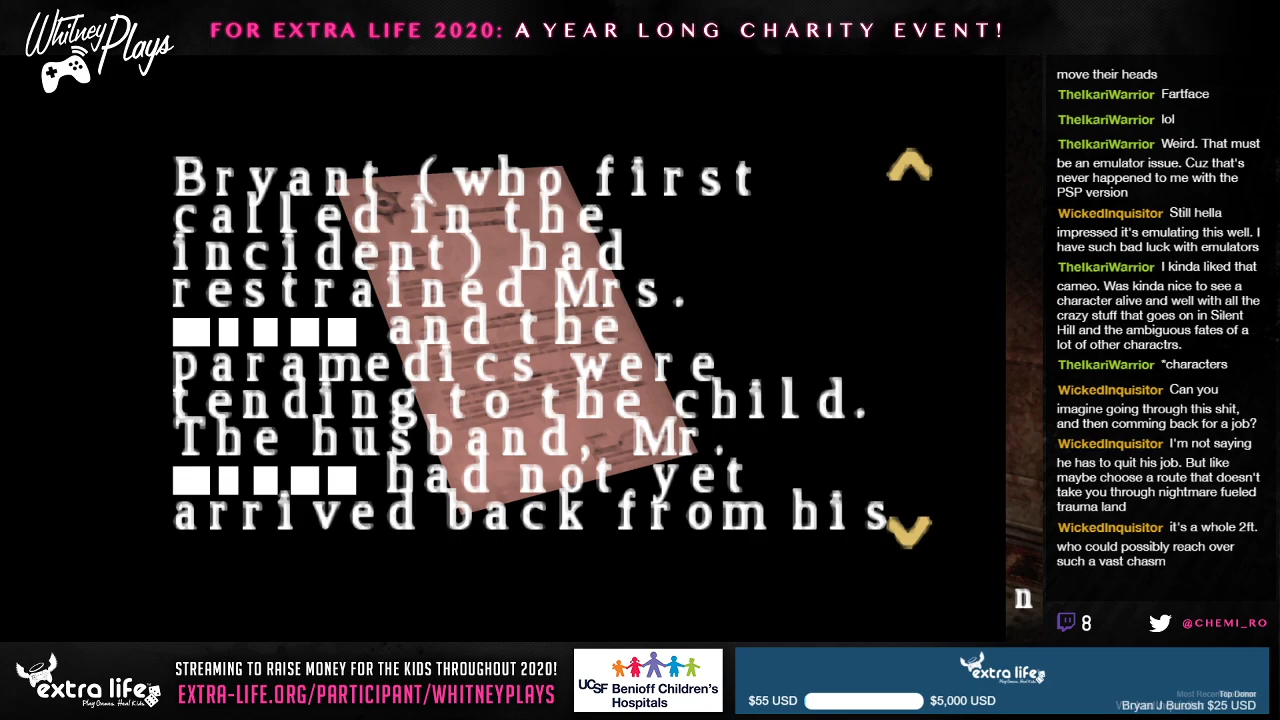 Whitney Plays
FOR EXTRA LIFE 2020: A YEAR LONG CHARITY EVENT!
Bryant (who first
called in the
incident) had
restrained Mrs.
■■■■■ and the
paramedics were
tending to the child.
The husband, Mr.
■■■■■ had not yet
arrived back from his
n
move their heads
TheIkariWarrior Fartface
TheIkariWarrior lol
TheIkariWarrior Weird. That must
be an emulator issue. Cuz that's
never happened to me with the
PSP version
WickedInquisitor Still hella
impressed it's emulating this well. I
have such bad luck with emulators
TheIkariWarrior I kinda liked that
cameo. Was kinda nice to see a
character alive and well with all the
crazy stuff that goes on in Silent
Hill and the ambiguous fates of a
lot of other charactrs.
TheIkariWarrior *characters
WickedInquisitor Can you
imagine going through this shit,
and then comming back for a job?
WickedInquisitor I'm not saying
he has to quit his job. But like
maybe choose a route that doesn't
take you through nightmare fueled
trauma land
WickedInquisitor it's a whole 2ft.
who could possibly reach over
such a vast chasm
8 @CHEMI_RO
extra life
Play Games. Heal Kids.
STREAMING TO RAISE MONEY FOR THE KIDS THROUGHOUT 2020!
EXTRA-LIFE.ORG/PARTICIPANT/WHITNEYPLAYS
UCSF Benioff Children's
Hospitals
extra life
Play Games. Heal Kids.
$55 USD $5,000 USD
Top Donor
Bryan J Burdish $25 USD